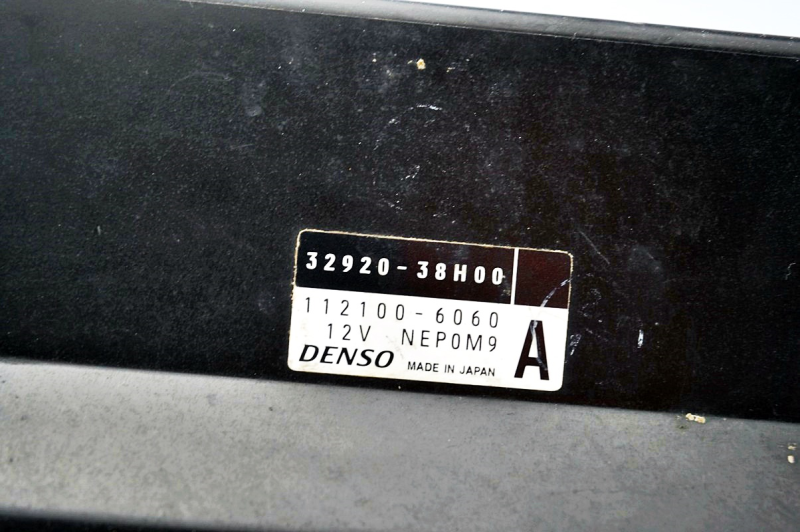 32920-38H00
112100-6060
12V NEP0M9
A
DENSO MADE IN JAPAN